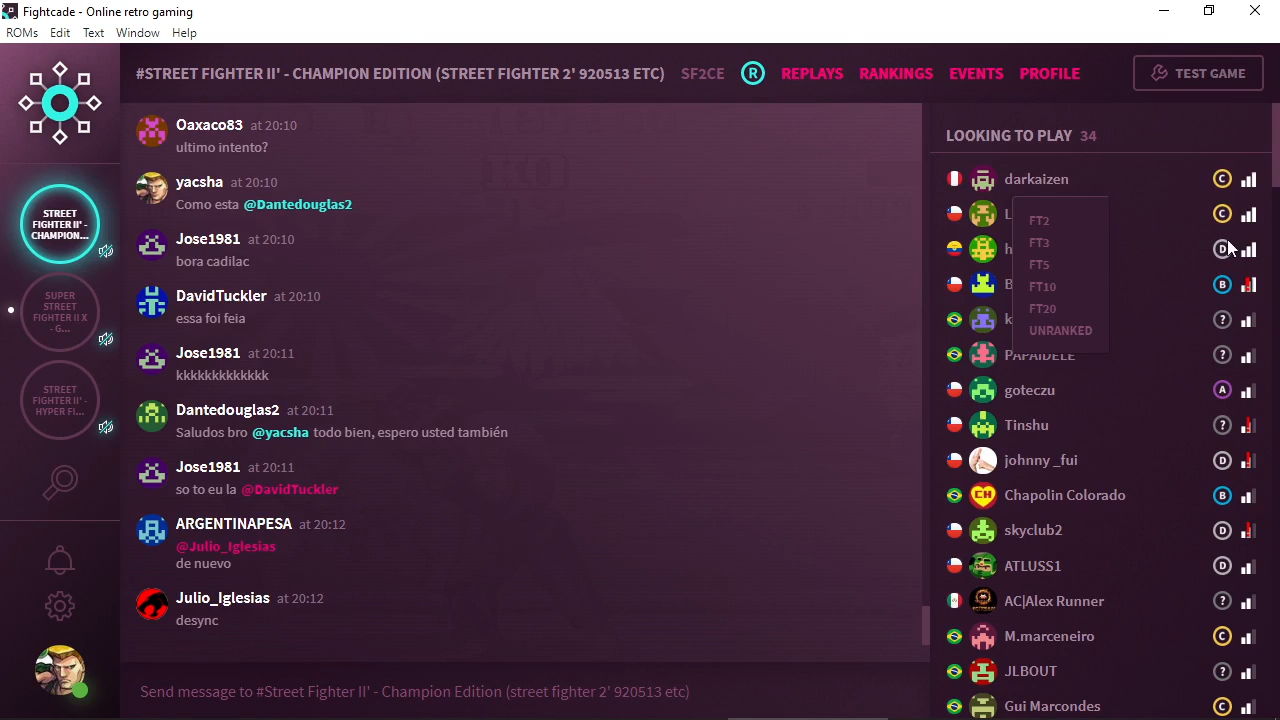 Fightcade - Online retro gaming
ROMs Edit Text Window Help
#STREET FIGHTER II' - CHAMPION EDITION (STREET FIGHTER 2' 920513 ETC) SF2CE R REPLAYS RANKINGS EVENTS PROFILE TEST GAME
STREET
FIGHTER II' -
CHAMPION...
SUPER
STREET
FIGHTER II X
- G...
STREET
FIGHTER II' -
HYPER FI...
Oaxaco83 at 20:10
ultimo intento?
yacsha at 20:10
Como esta @Dantedouglas2
Jose1981 at 20:10
bora cadilac
DavidTuckler at 20:10
essa foi feia
Jose1981 at 20:11
kkkkkkkkkkkkk
Dantedouglas2 at 20:11
Saludos bro @yacsha todo bien, espero usted también
Jose1981 at 20:11
so to eu la @DavidTuckler
ARGENTINAPESA at 20:12
@Julio_Iglesias
de nuevo
Julio_Iglesias at 20:12
desync
Send message to #Street Fighter II' - Champion Edition (street fighter 2' 920513 etc)
LOOKING TO PLAY 34
darkaizen C
L C
h D
B B
k ?
PAPAIDELE ?
FT2
FT3
FT5
FT10
FT20
UNRANKED
goteczu A
Tinshu ?
johnny _fui D
CH Chapolin Colorado B
skyclub2 D
ATLUSS1 D
AC|Alex Runner ?
M.marceneiro C
JLBOUT ?
Gui Marcondes C